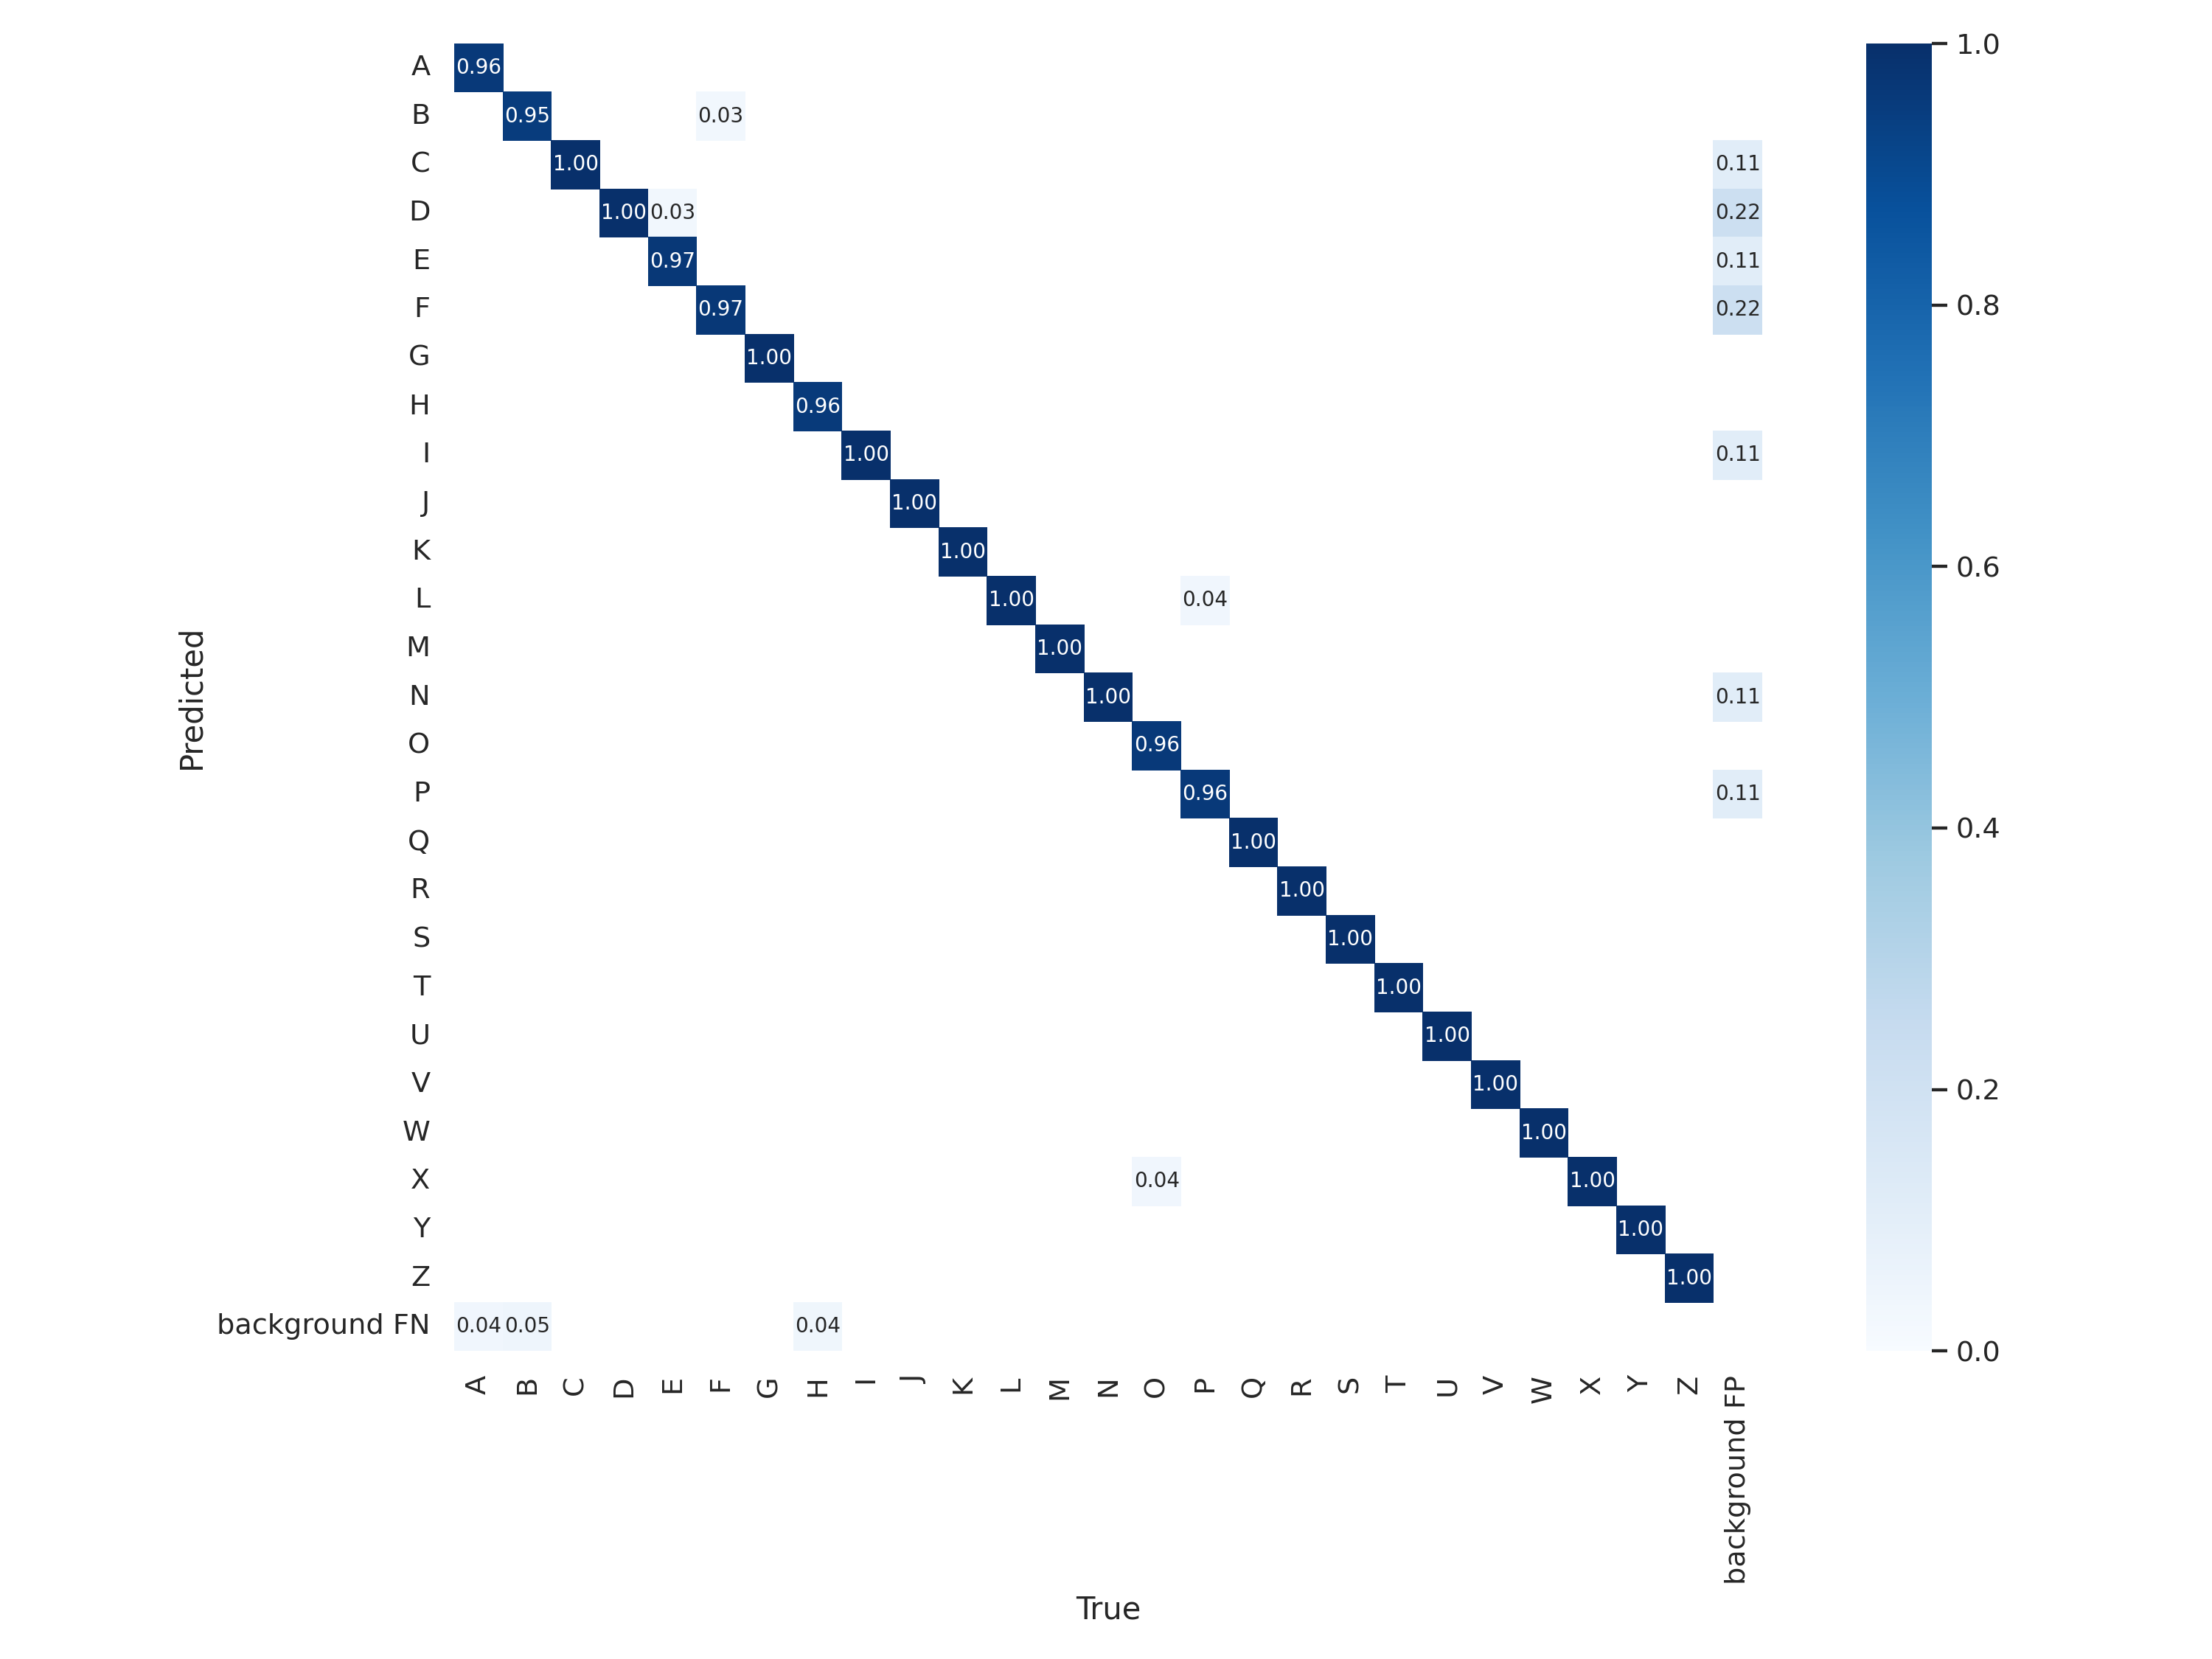 A 0.96 1.0
B 0.95 0.03
C 1.00 0.11
D 1.00 0.03 0.22
E 0.97 0.11
F 0.97 0.22 0.8
G 1.00
H 0.96
I 1.00 0.11
J 1.00
K 1.00 0.6
L 1.00 0.04
M 1.00
N 1.00 0.11
Predicted
O 0.96
P 0.96 0.11 0.4
Q 1.00
R 1.00
S 1.00
T 1.00
U 1.00
V 1.00 0.2
W 1.00
X 0.04 1.00
Y 1.00
Z 1.00
background FN 0.04 0.05 0.04 0.0
A B C D E F G H I J K L M N O P Q R S T U V W X Y Z background FP
True